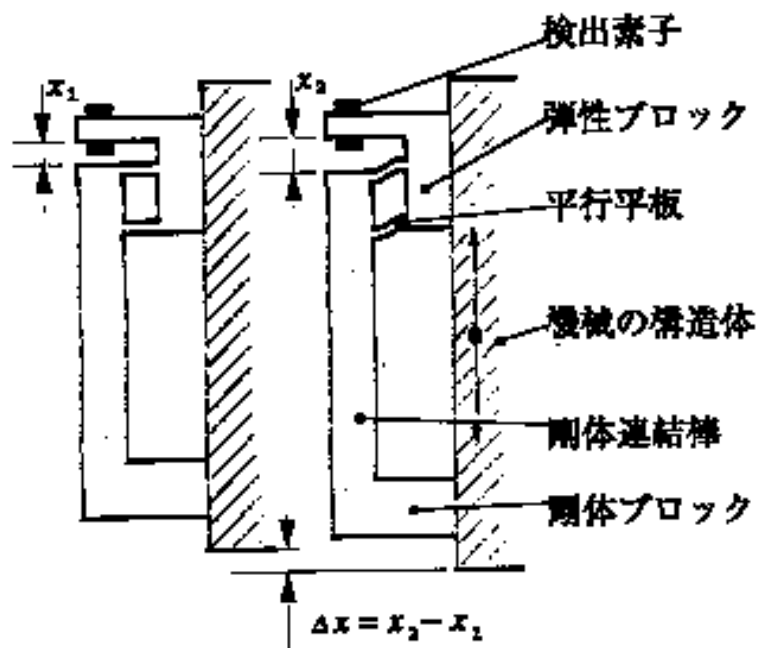 検出素子
x₁
x₂
弾性ブロック
平行平板
機械の構造体
剛体連結棒
剛体ブロック
Δx = x₂ − x₁